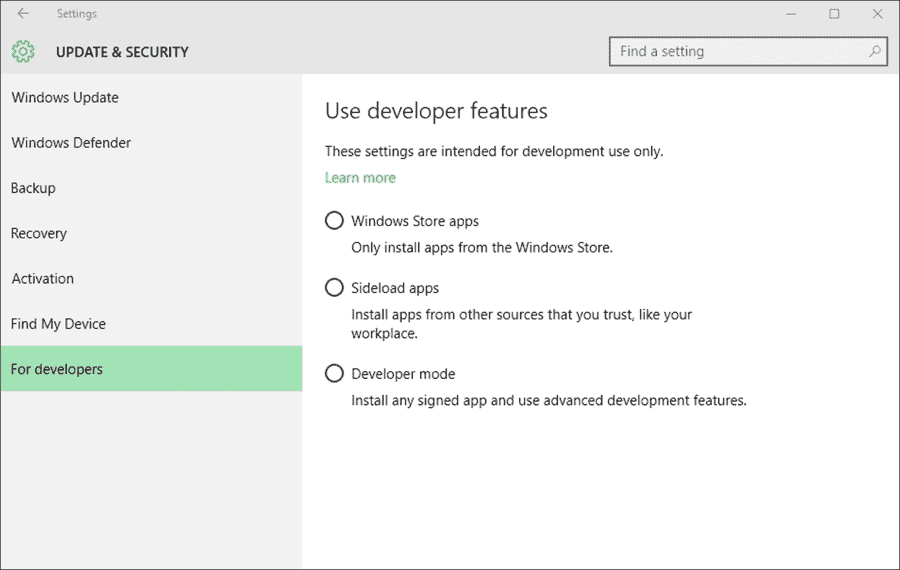 Settings
UPDATE & SECURITY
Find a setting
Windows Update
Windows Defender
Backup
Recovery
Activation
Find My Device
For developers
Use developer features
These settings are intended for development use only.
Learn more
Windows Store apps
Only install apps from the Windows Store.
Sideload apps
Install apps from other sources that you trust, like your
workplace.
Developer mode
Install any signed app and use advanced development features.